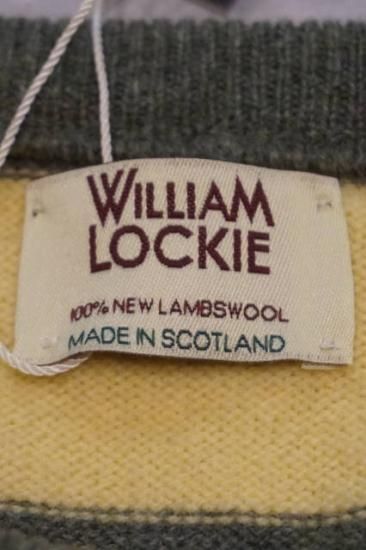 WILLIAM
LOCKIE
100% NEW LAMBSWOOL
MADE IN SCOTLAND